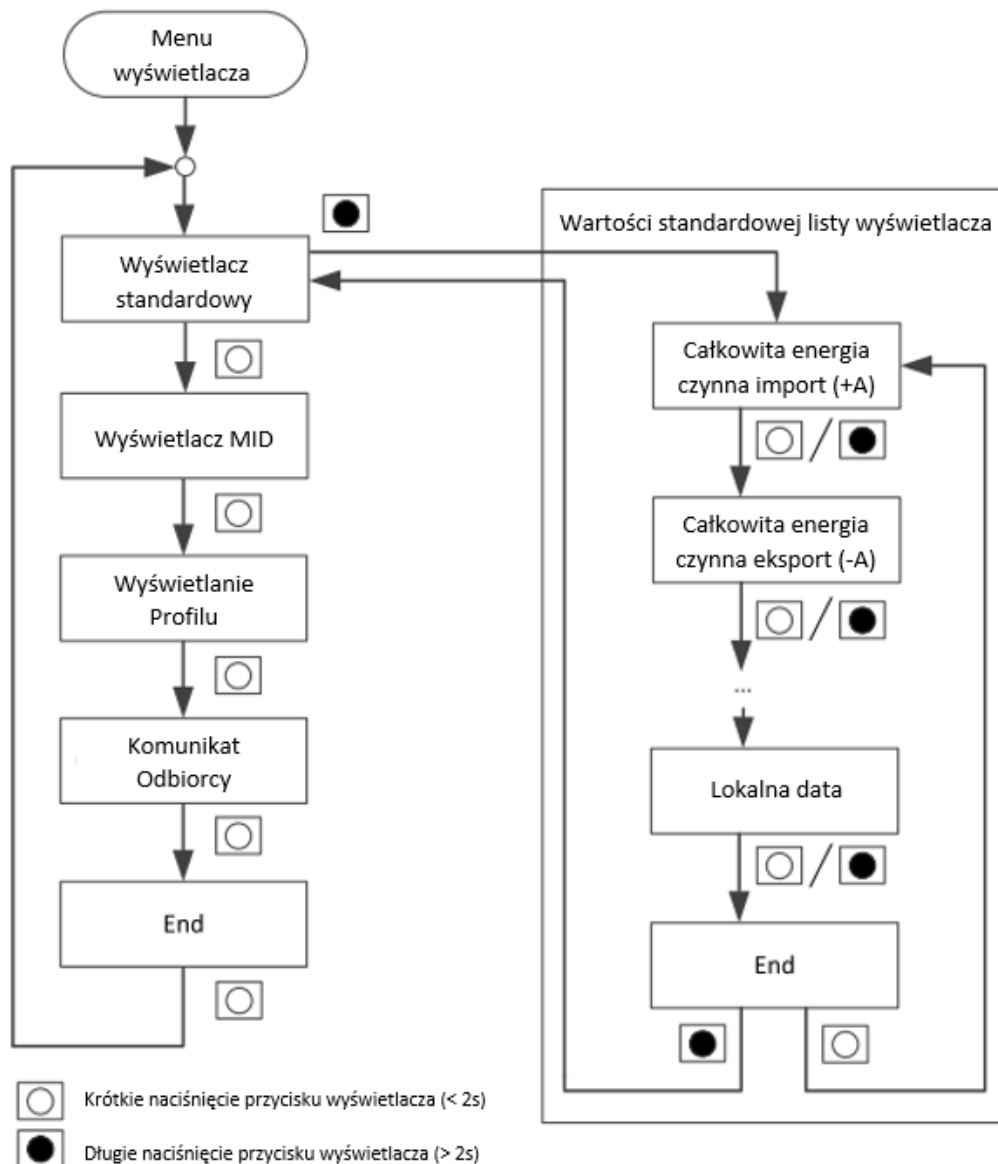 Menu
wyświetlacza
Wyświetlacz
standardowy
Wyświetlacz MID
Wyświetlanie
Profilu
Komunikat
Odbiorcy
End
Wartości standardowej listy wyświetlacza
Całkowita energia
czynna import (+A)
/
Całkowita energia
czynna eksport (-A)
/
...
Lokalna data
/
End
Krótkie naciśnięcie przycisku wyświetlacza (< 2s)
Długie naciśnięcie przycisku wyświetlacza (> 2s)